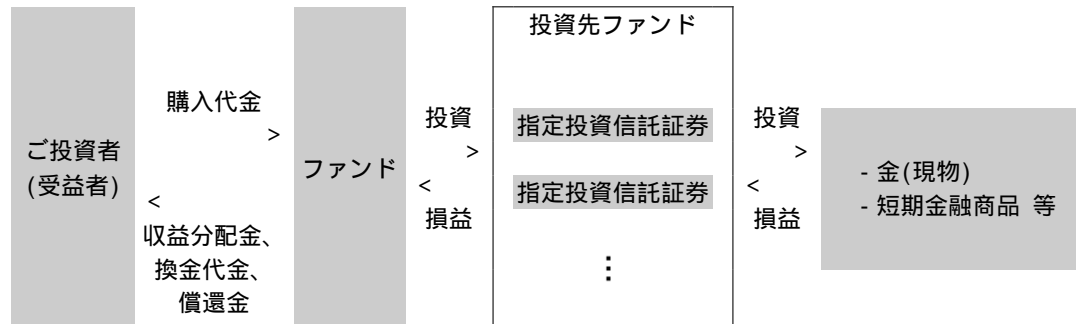 ご投資者
(受益者)
購入代金
>
<
収益分配金、
換金代金、
償還金
ファンド
投資
>
<
損益
投資先ファンド
指定投資信託証券
指定投資信託証券
⋮
投資
>
<
損益
- 金(現物)
- 短期金融商品 等